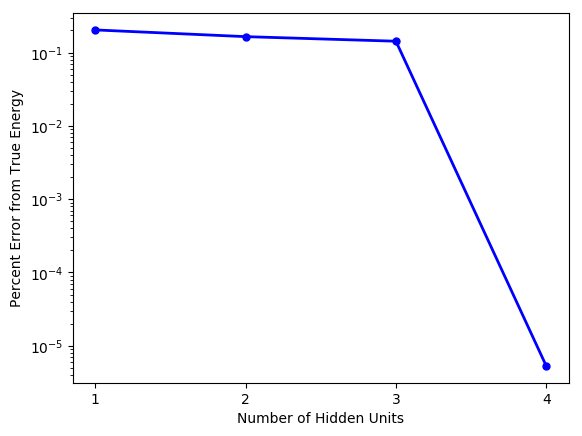 Percent Error from True Energy
10⁻¹
10⁻²
10⁻³
10⁻⁴
10⁻⁵
1 2 3 4
Number of Hidden Units